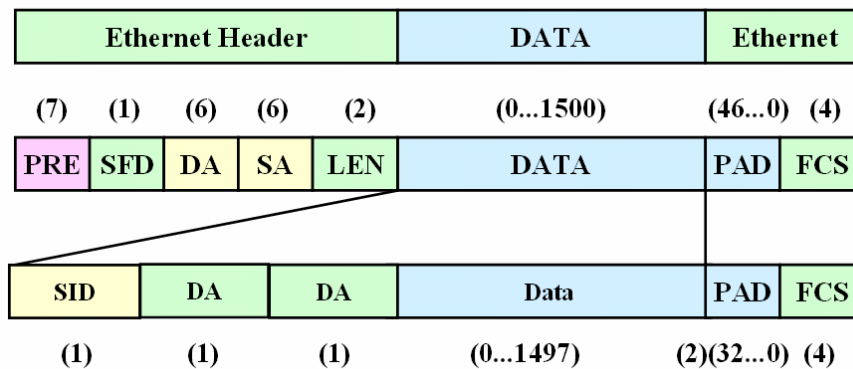 Ethernet Header DATA Ethernet
(7) (1) (6) (6) (2) (0...1500) (46...0) (4)
PRE SFD DA SA LEN DATA PAD FCS
SID DA DA Data PAD FCS
(1) (1) (1) (0...1497) (2)(32...0) (4)